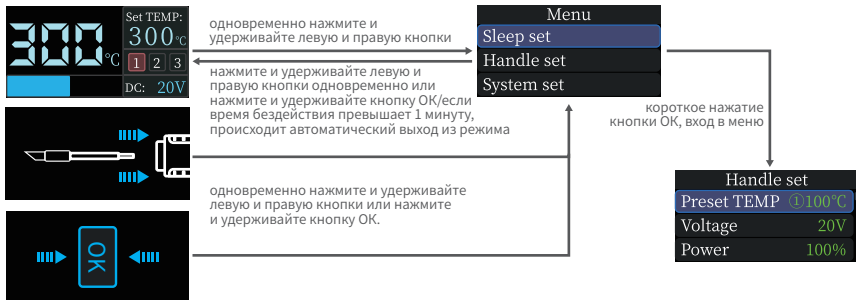 300℃
Set TEMP:
300℃
1 2 3
DC: 20V
одновременно нажмите и
удерживайте левую и правую кнопки
нажмите и удерживайте левую и
правую кнопки одновременно или
нажмите и удерживайте кнопку OK/если
время бездействия превышает 1 минуту,
происходит автоматический выход из режима
Menu
Sleep set
Handle set
System set
короткое нажатие
кнопки OK, вход в меню
одновременно нажмите и удерживайте
левую и правую кнопки или нажмите
и удерживайте кнопку OK.
OK
Handle set
Preset TEMP ①100℃
Voltage 20V
Power 100%